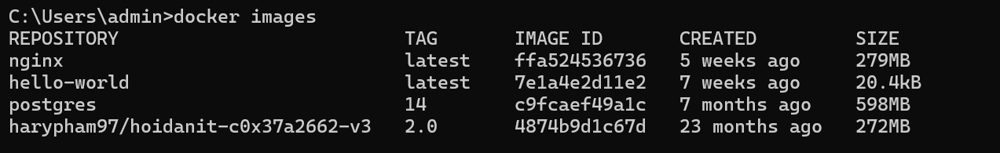 C:\Users\admin>docker images
REPOSITORY TAG IMAGE ID CREATED SIZE
nginx latest ffa524536736 5 weeks ago 279MB
hello-world latest 7e1a4e2d11e2 7 weeks ago 20.4kB
postgres 14 c9fcaef49a1c 7 months ago 598MB
harypham97/hoidanit-c0x37a2662-v3 2.0 4874b9d1c67d 23 months ago 272MB